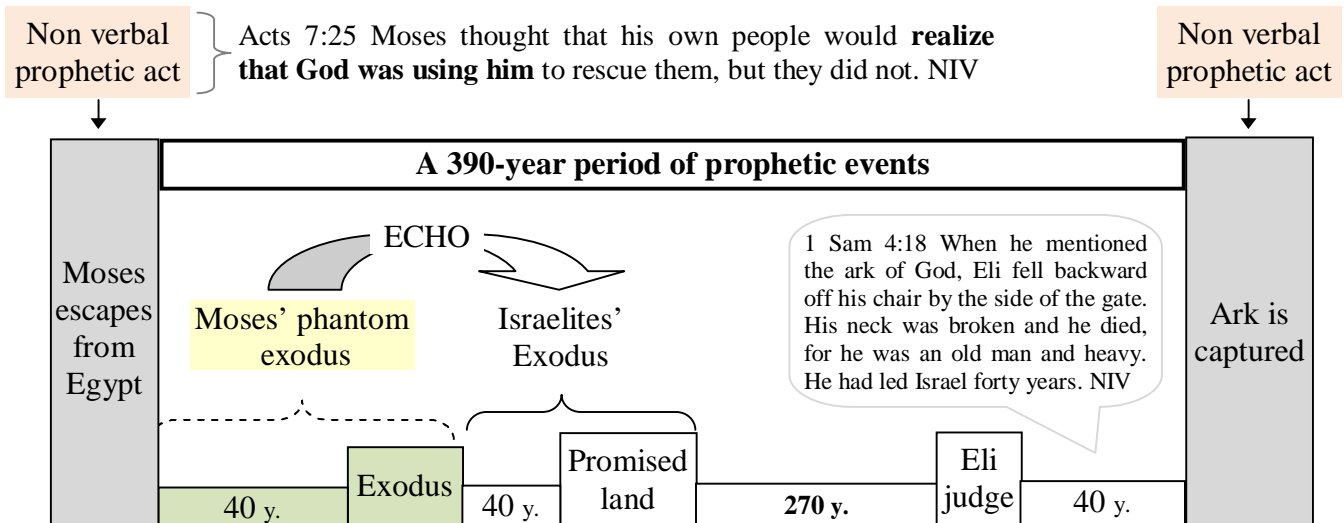 Non verbal
prophetic act
Acts 7:25 Moses thought that his own people would realize
that God was using him to rescue them, but they did not. NIV
Non verbal
prophetic act
A 390-year period of prophetic events
ECHO
Moses
escapes
from
Egypt
Moses’ phantom
exodus
Israelites’
Exodus
1 Sam 4:18 When he mentioned
the ark of God, Eli fell backward
off his chair by the side of the gate.
His neck was broken and he died,
for he was an old man and heavy.
He had led Israel forty years. NIV
Ark is
captured
40 y.
Exodus
40 y.
Promised
land
270 y.
Eli
judge
40 y.